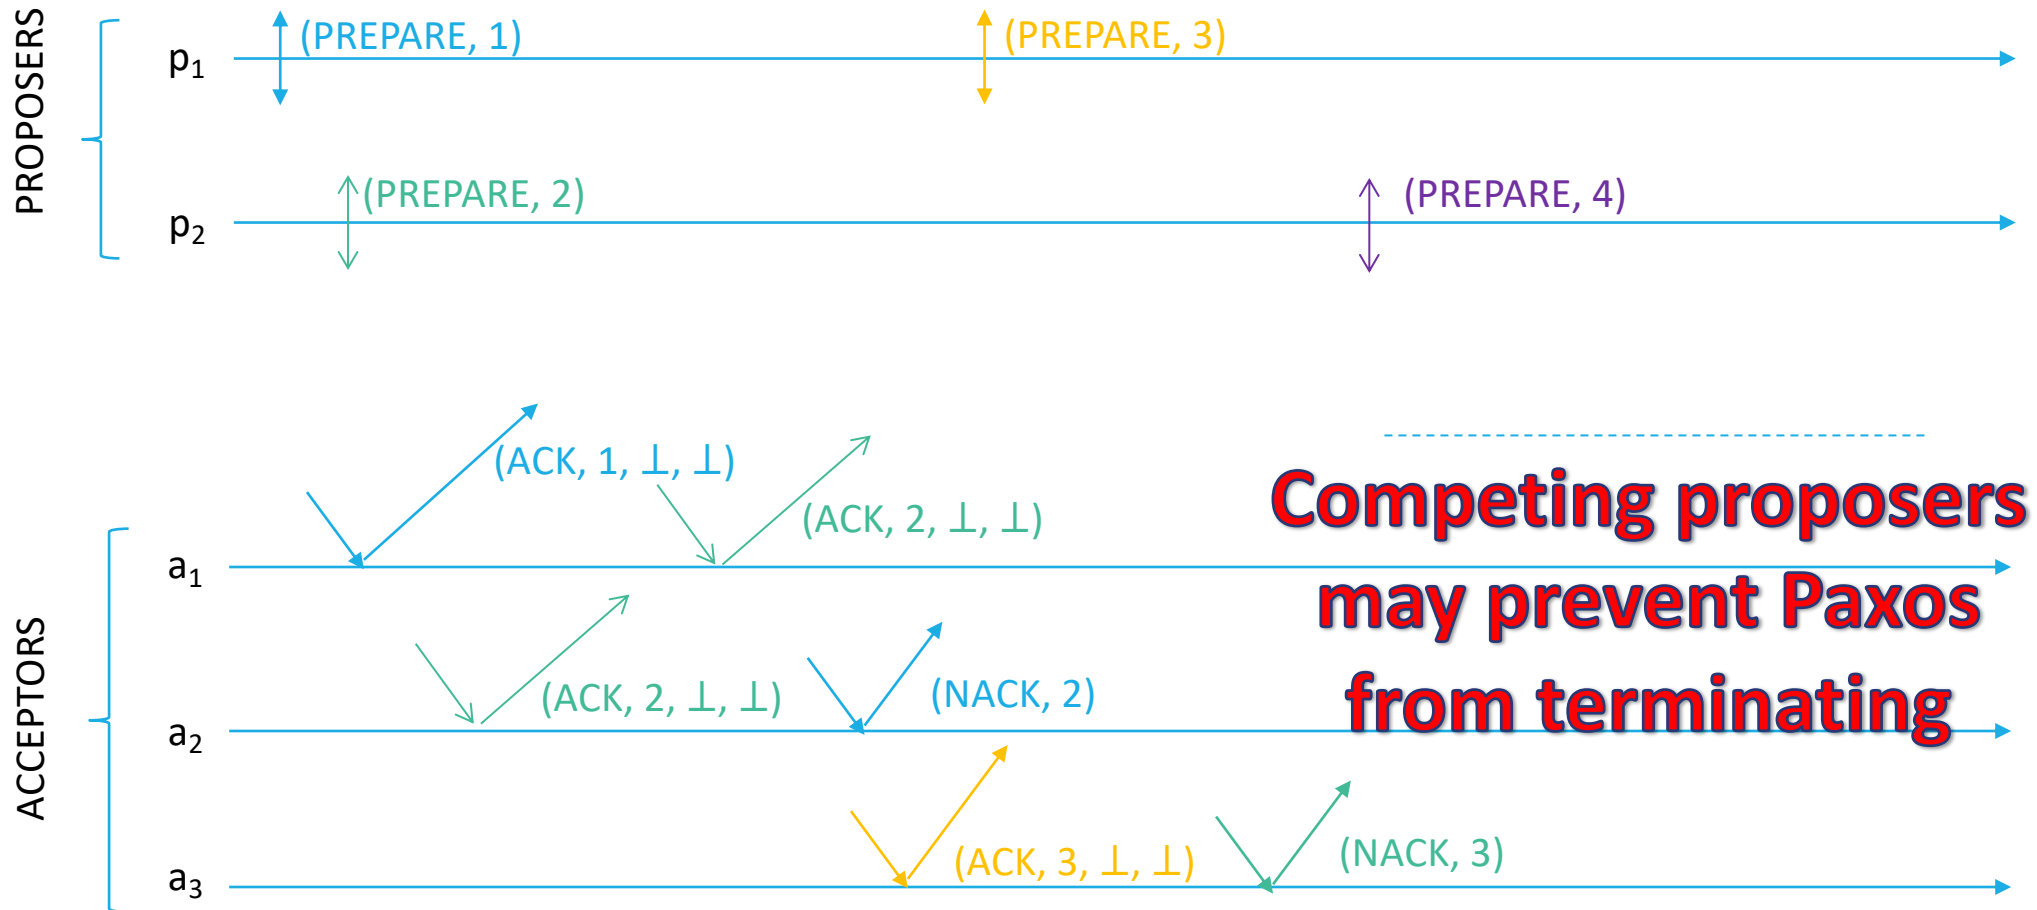 PROPOSERS
p₁
(PREPARE, 1)
(PREPARE, 3)
p₂
(PREPARE, 2)
(PREPARE, 4)
ACCEPTORS
a₁
(ACK, 1, ⊥, ⊥)
(ACK, 2, ⊥, ⊥)
a₂
(ACK, 2, ⊥, ⊥)
(NACK, 2)
a₃
(ACK, 3, ⊥, ⊥)
(NACK, 3)
Competing proposers
may prevent Paxos
from terminating